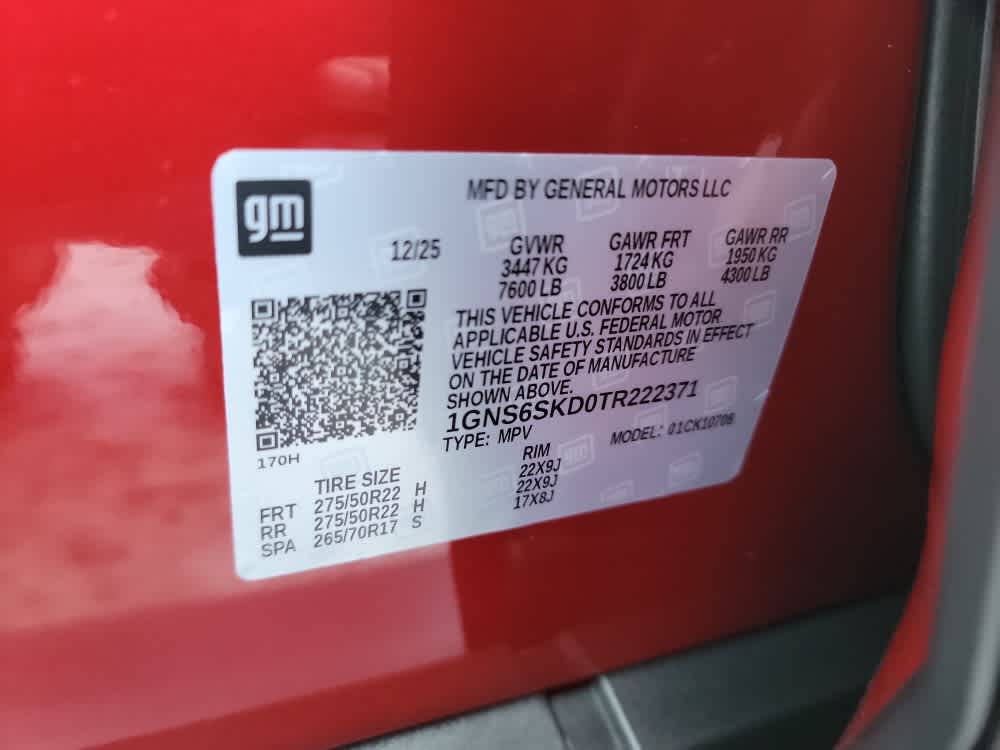 gm
MFD BY GENERAL MOTORS LLC
12/25
GVWR GAWR FRT GAWR RR
3447 KG 1724 KG 1950 KG
7600 LB 3800 LB 4300 LB
THIS VEHICLE CONFORMS TO ALL
APPLICABLE U.S. FEDERAL MOTOR
VEHICLE SAFETY STANDARDS IN EFFECT
ON THE DATE OF MANUFACTURE
SHOWN ABOVE.
1GNS6SKD0TR222371
TYPE: MPV MODEL: 01CK10706
170H
TIRE SIZE RIM
FRT 275/50R22 H 22X9J
RR 275/50R22 H 22X9J
SPA 265/70R17 S 17X8J